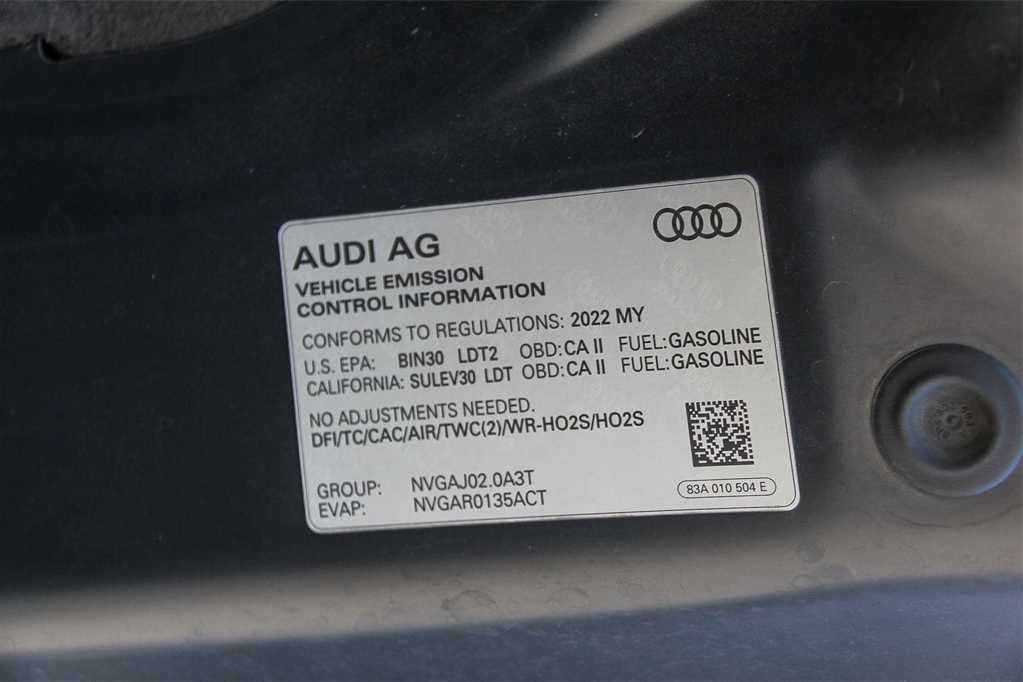 AUDI AG
VEHICLE EMISSION
CONTROL INFORMATION
CONFORMS TO REGULATIONS: 2022 MY
U.S. EPA: BIN30 LDT2 OBD: CA II FUEL: GASOLINE
CALIFORNIA: SULEV30 LDT OBD: CA II FUEL: GASOLINE
NO ADJUSTMENTS NEEDED.
DFI/TC/CAC/AIR/TWC(2)/WR-HO2S/HO2S
GROUP: NVGAJ02.0A3T
EVAP: NVGAR0135ACT
83A 010 504 E